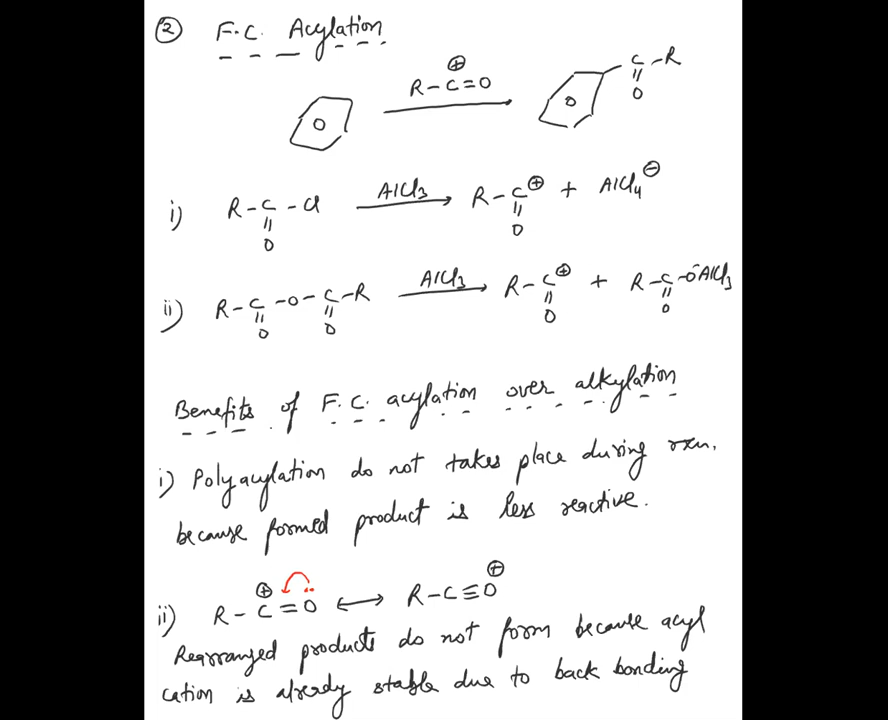 ② F.C. Acylation
R-C⊕=O
C-R
O
O
i) R-C-Cl AlCl3 R-C⊕ + AlCl4⊖
O O
ii) R-C-O-C-R AlCl3 R-C⊕ + R-C-ŌAlCl3
O O O O
Benefits of F.C. acylation over alkylation
i) Polyacylation do not takes place during rxn.
because formed product is less reactive.
ii) R-C⊕=O ↔ R-C≡O⊕
Rearranged products do not form because acyl
cation is already stable due to back bonding